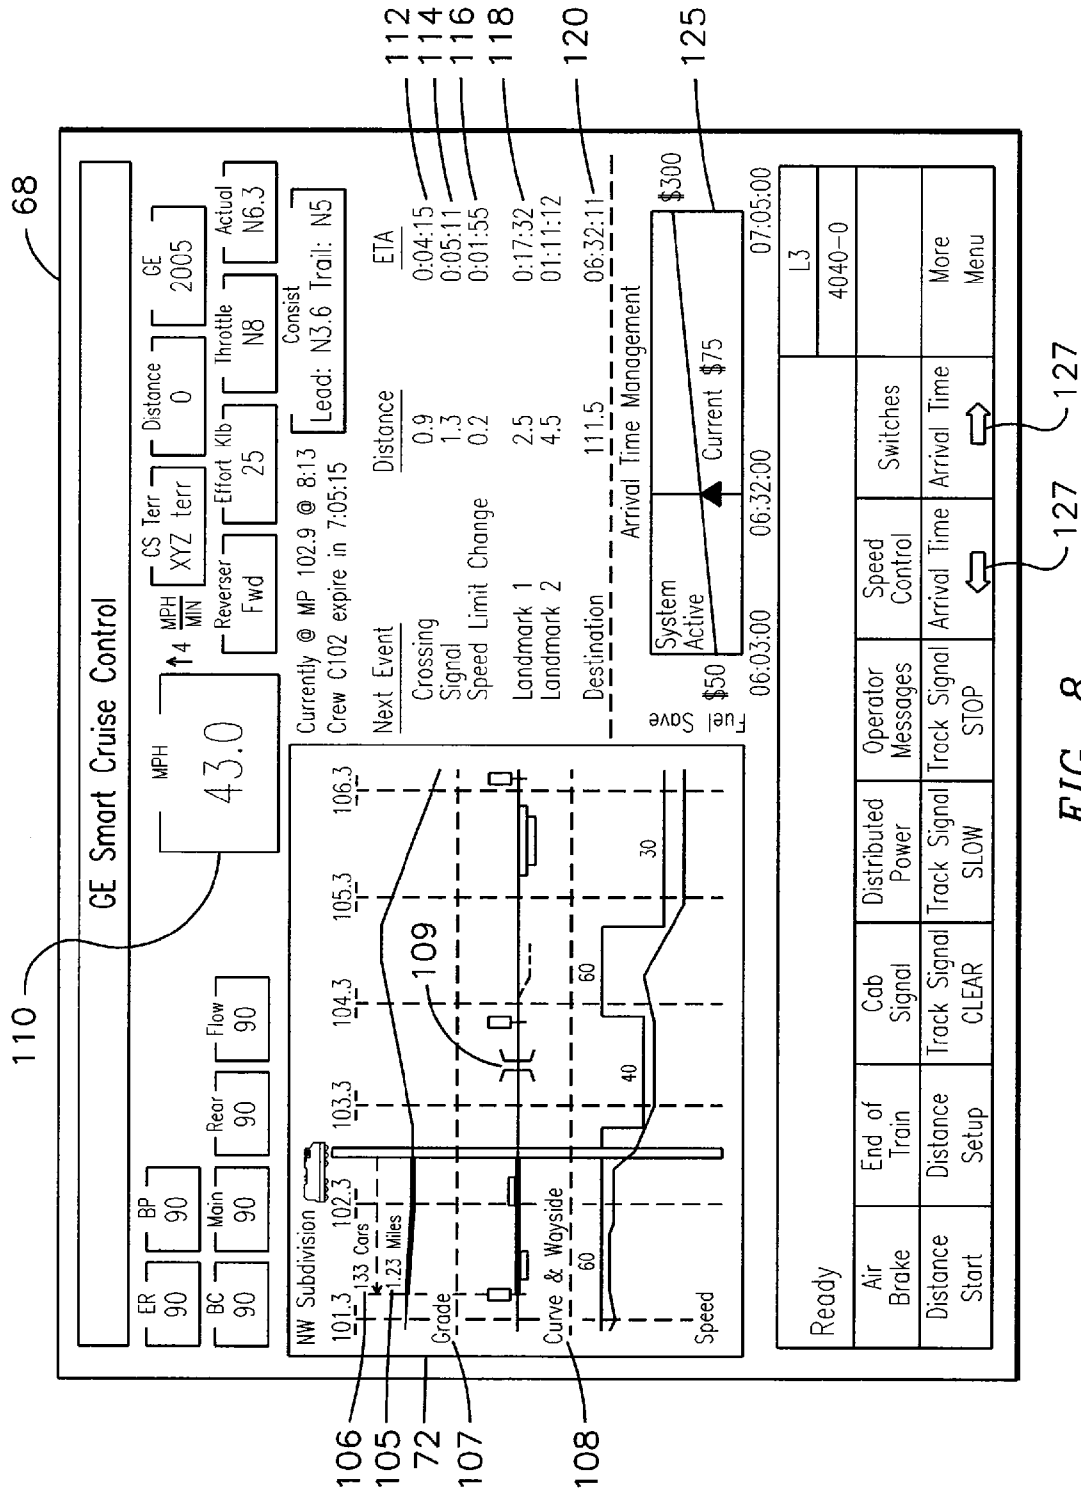 68
GE Smart Cruise Control
110
ER
90
BP
90
BC
90
Main
90
Rear
90
Flow
90
MPH
43.0
4 MPH
MIN
CS Terr
XYZ terr
Distance
0
GE
2005
Reverser
Fwd
Effort Klb
25
Throttle
N8
Actual
N6.3
Currently @ MP 102.9 @ 8:13
Crew C102 expire in 7:05:15
Consist
Lead: N3.6 Trail: N5
Next Event Distance ETA
Crossing 0.9 0:04:15
Signal 1.3 0:05:11
Speed Limit Change 0.2 0:01:55
Landmark 1 2.5 0:17:32
Landmark 2 4.5 01:11:12
Destination 111.5 06:32:11
112
114
116
118
120
125
NW Subdivision
101.3 102.3 103.3 104.3 105.3 106.3
133 Cars
1.23 Miles
Grade
109
Curve & Wayside
60 40 60 30
Speed
106
105
72
107
108
Arrival Time Management
Fuel Save
$50
System
Active
Current $75
$300
06:03:00 06:32:00 07:05:00
Ready
L3
4040-0
Air
Brake
End of
Train
Cab
Signal
Distributed
Power
Operator
Messages
Speed
Control
Switches
Distance
Start
Distance
Setup
Track Signal
CLEAR
Track Signal
SLOW
Track Signal
STOP
Arrival Time
Arrival Time
More
Menu
127
127
FIG. 8